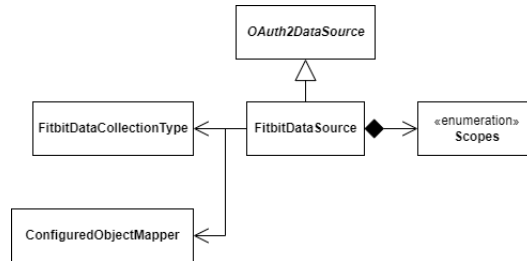 OAuth2DataSource
FitbitDataCollectionType
FitbitDataSource
«enumeration»
Scopes
ConfiguredObjectMapper